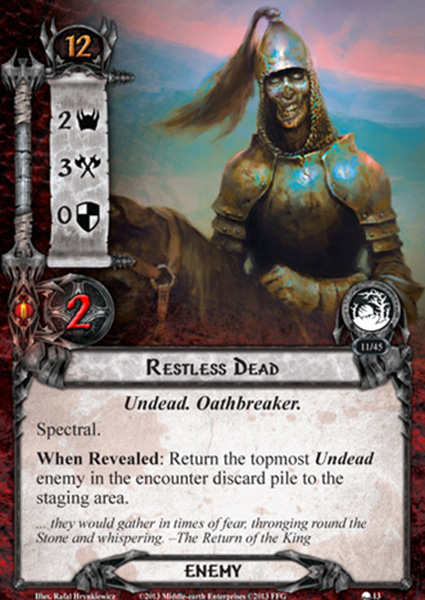 12
2
3
0
2
11/45
RESTLESS DEAD
Undead. Oathbreaker.
Spectral.
When Revealed: Return the topmost Undead
enemy in the encounter discard pile to the
staging area.
... they would gather in times of fear, thronging round the
Stone and whispering. –The Return of the King
ENEMY
Illus. Rafal Hrynkiewicz ©2013 Middle-earth Enterprises ©2013 FFG 13